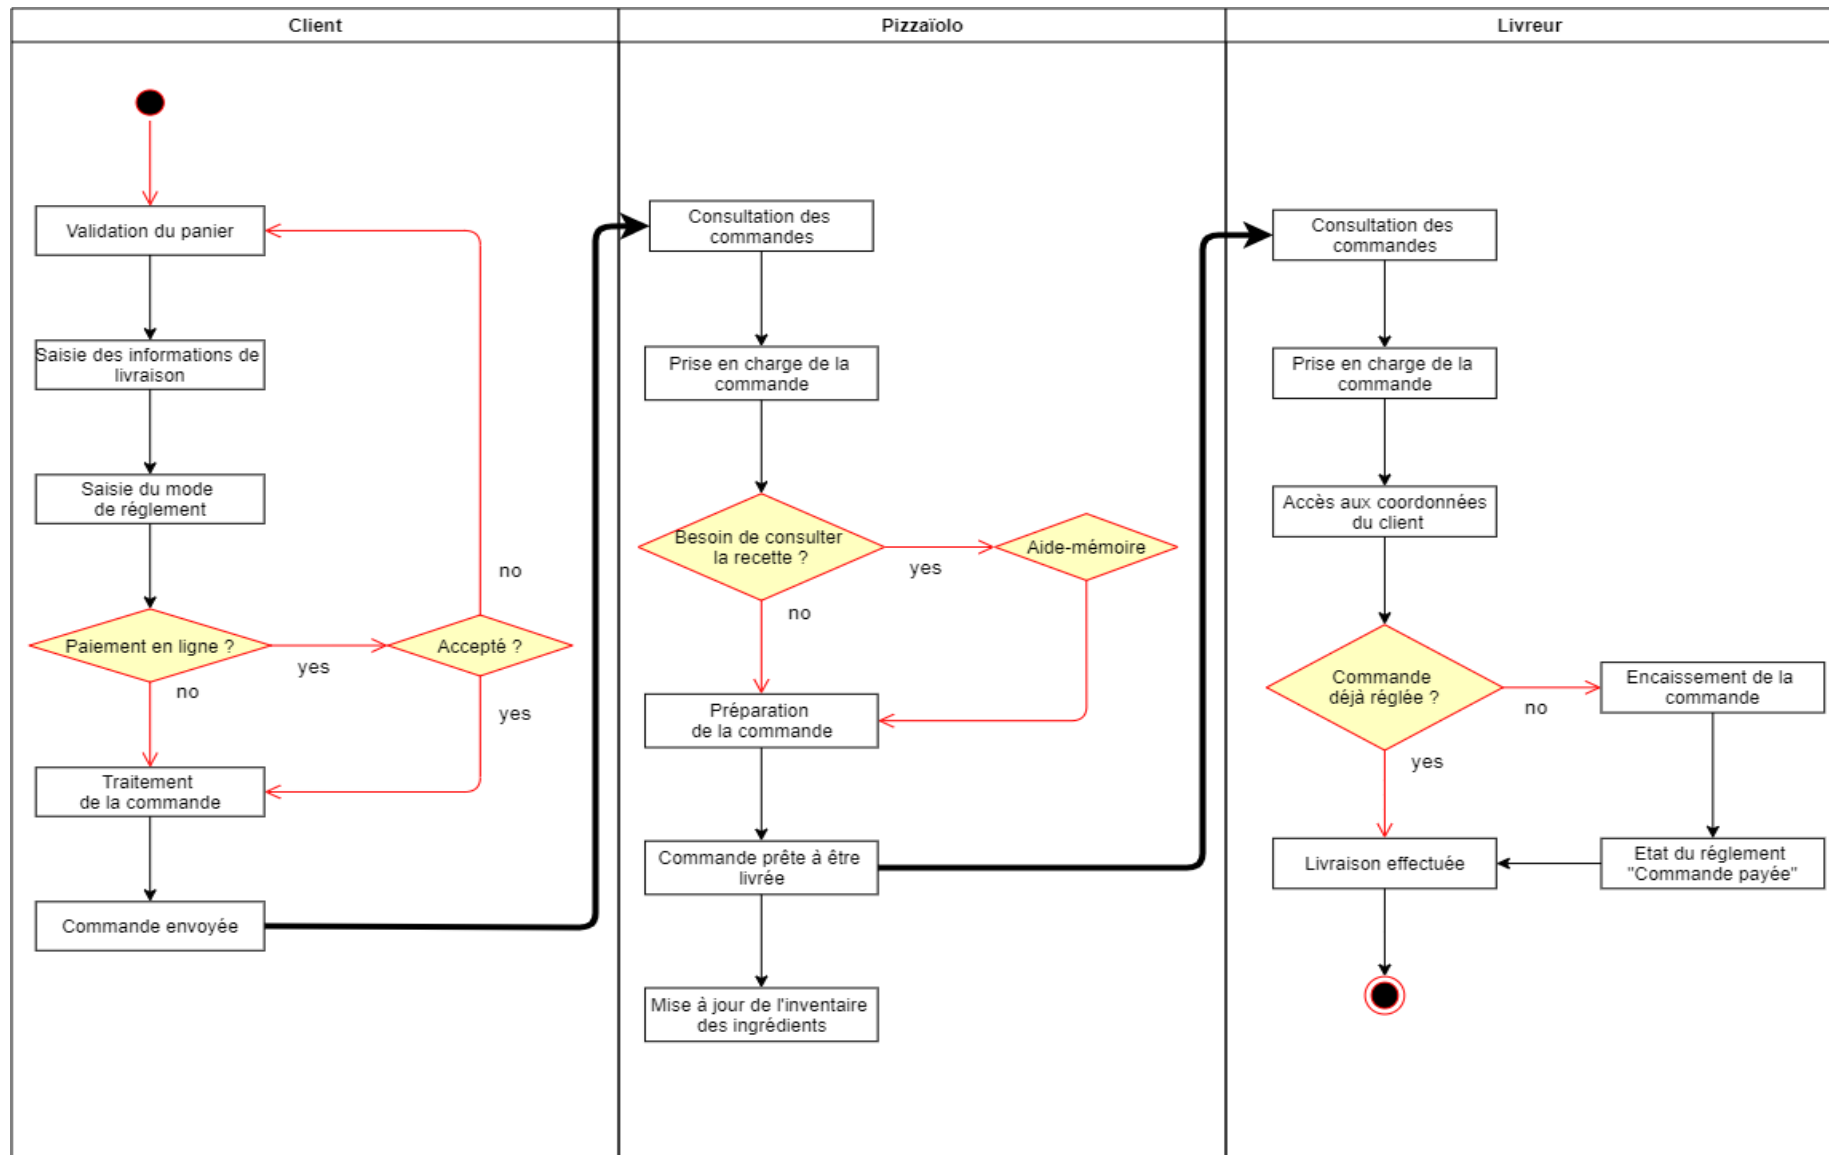 Client
Pizzaïolo
Livreur
Validation du panier
Saisie des informations de
livraison
Saisie du mode
de réglement
Paiement en ligne ?
yes
no
Accepté ?
no
yes
Traitement
de la commande
Commande envoyée
Consultation des
commandes
Prise en charge de la
commande
Besoin de consulter
la recette ?
yes
no
Aide-mémoire
Préparation
de la commande
Commande prête à être
livrée
Mise à jour de l'inventaire
des ingrédients
Consultation des
commandes
Prise en charge de la
commande
Accès aux coordonnées
du client
Commande
déjà réglée ?
no
yes
Encaissement de la
commande
Etat du réglement
"Commande payée"
Livraison effectuée